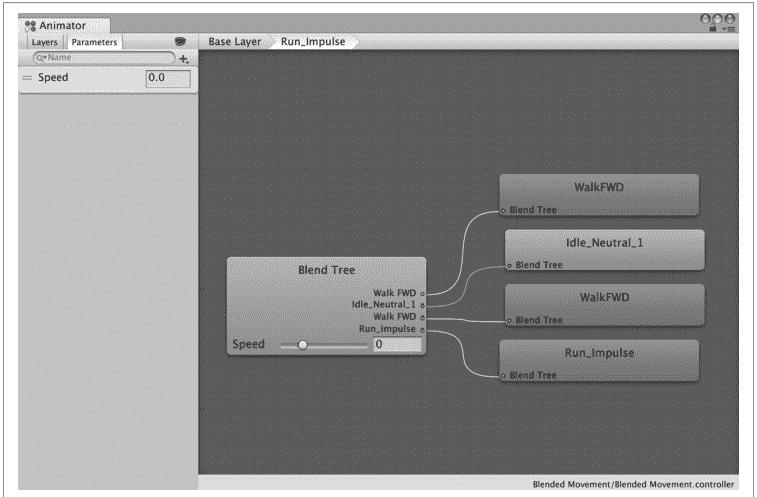 Animator
Layers Parameters
Name
Speed 0.0
Base Layer Run_Impulse
Blend Tree
Walk FWD
Idle_Neutral_1
Walk FWD
Run_Impulse
Speed 0
WalkFWD
Blend Tree
Idle_Neutral_1
Blend Tree
WalkFWD
Blend Tree
Run_Impulse
Blend Tree
Blended Movement/Blended Movement.controller